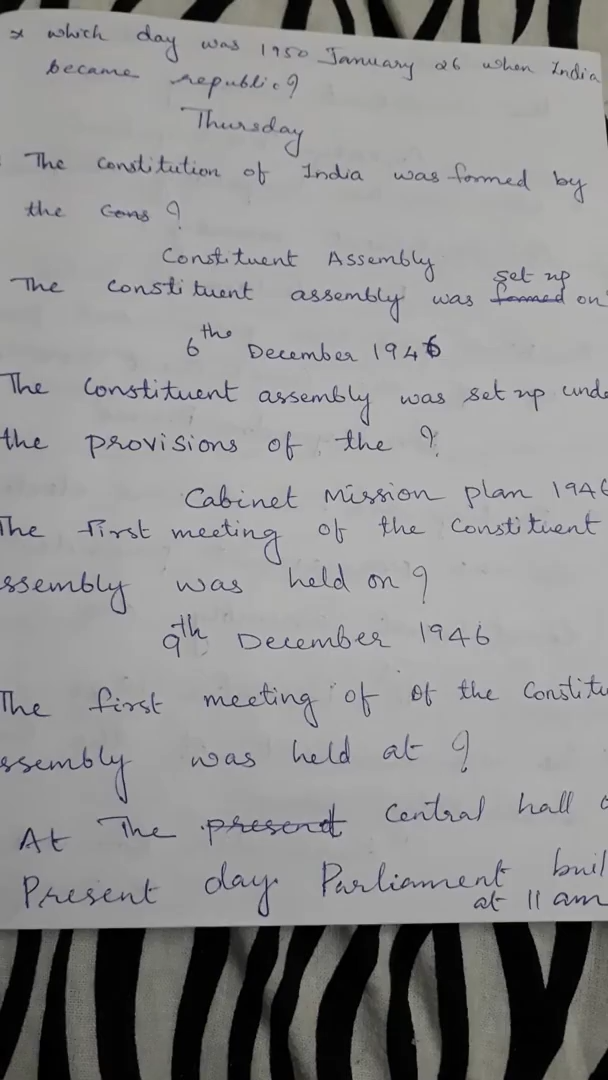 * which day was 1950 January 26 when India
became republic?
Thursday
The constitution of India was formed by
the Cons ?
Constituent Assembly
set up
The constituent assembly was formed on
6th December 1946
The constituent assembly was set up unde
the provisions of the ?
Cabinet Mission plan 1946
The first meeting of the Constituent
ssembly was held on ?
9th December 1946
The first meeting of of the constitu
ssembly was held at ?
At The present central hall o
Present day Parliament buil
at 11 am